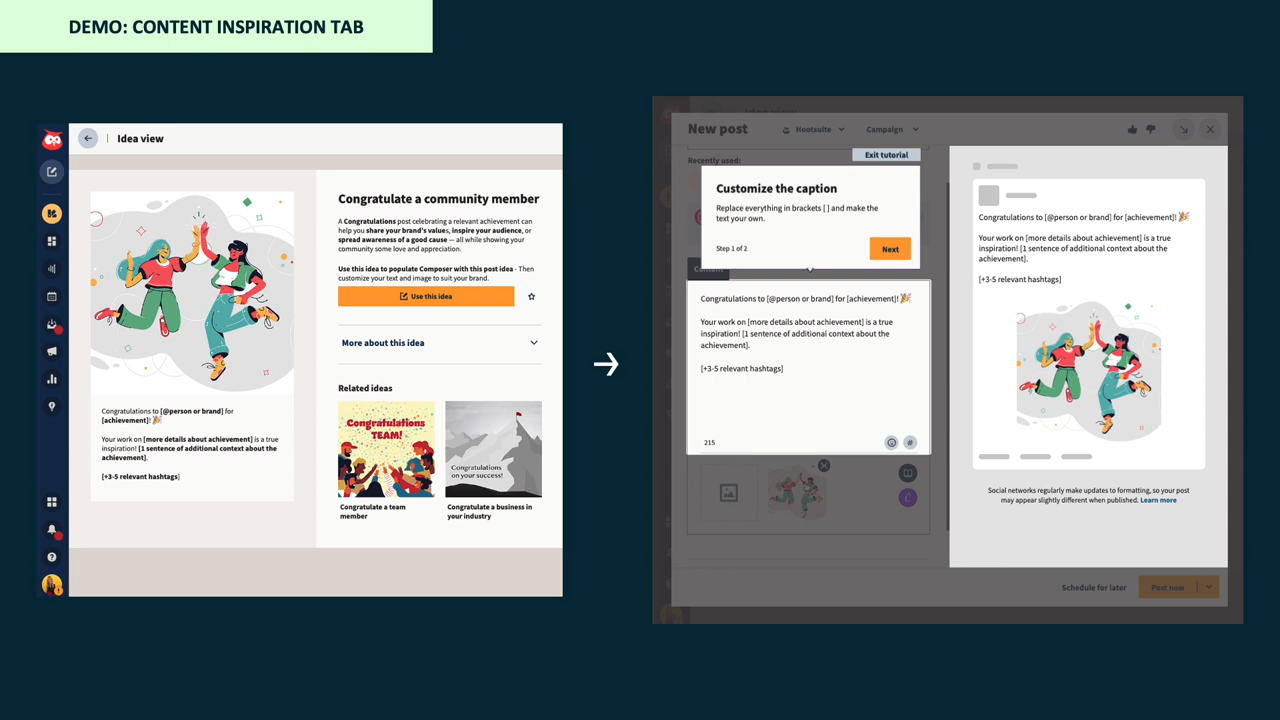 DEMO: CONTENT INSPIRATION TAB
Idea view
Congratulate a community member
A Congratulations post celebrating a relevant achievement can
help you share your brand's values, inspire your audience, or
spread awareness of a good cause — all while showing your
community some love and appreciation.
Use this idea to populate Composer with this post idea - Then
customize your text and image to suit your brand.
Use this idea
More about this idea
Related ideas
Congratulations
TEAM!
Congratulations
on your success!
Congratulate a team
member
Congratulate a business in
your industry
Congratulations to [@person or brand] for
[achievement]! 🎉
Your work on [more details about achievement] is a true
inspiration! [1 sentence of additional context about the
achievement].
[+3-5 relevant hashtags]
→
Idea view
New post
Hootsuite
Campaign
Recently used:
Exit tutorial
Customize the caption
Replace everything in brackets [ ] and make the
text your own.
Step 1 of 2
Next
Content
Congratulations to [@person or brand] for [achievement]! 🎉
Your work on [more details about achievement] is a true
inspiration! [1 sentence of additional context about the
achievement].
[+3-5 relevant hashtags]
215
#
Congratulations to [@person or brand] for [achievement]! 🎉
Your work on [more details about achievement] is a true
inspiration! [1 sentence of additional context about the
achievement].
[+3-5 relevant hashtags]
Social networks regularly make updates to formatting, so your post
may appear slightly different when published. Learn more
Schedule for later
Post now